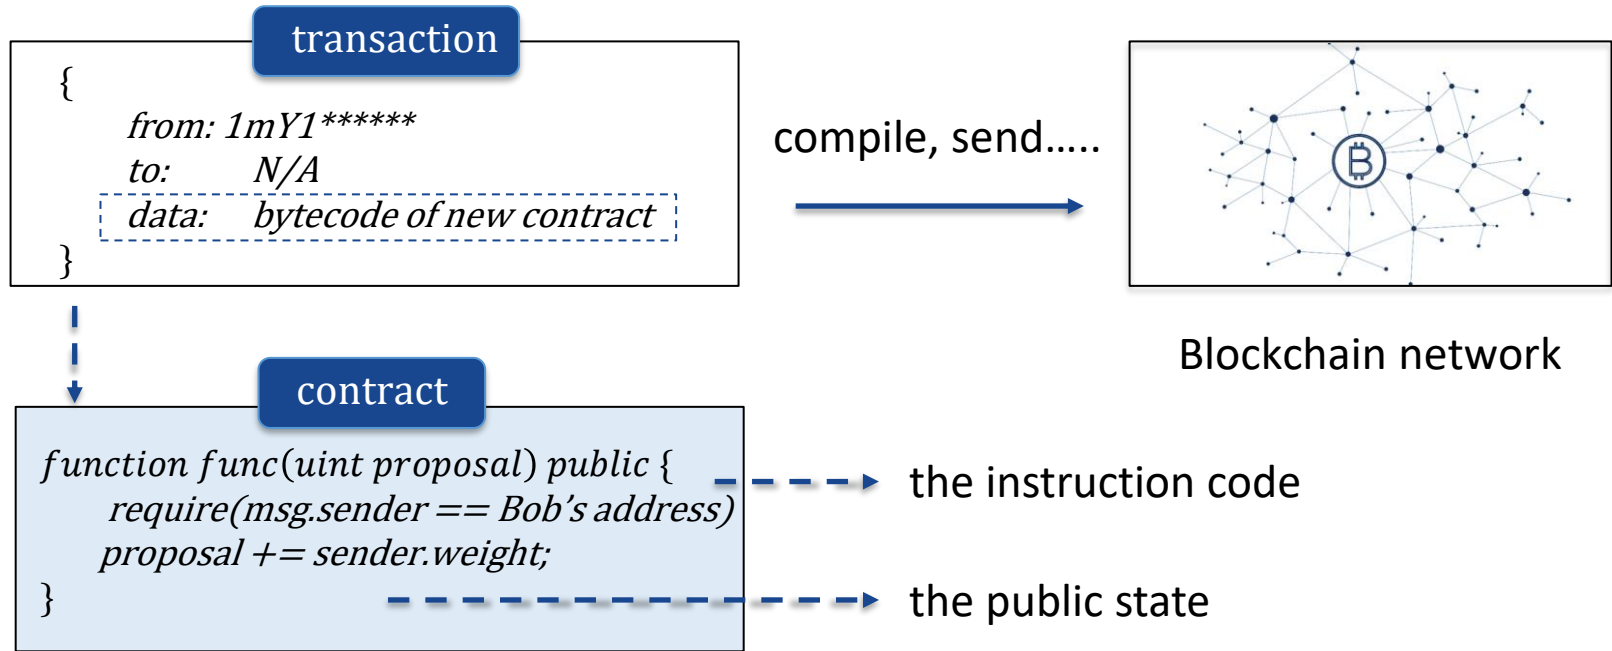 transaction
{
from: 1mY1******
to: N/A
data: bytecode of new contract
}
compile, send.....
Blockchain network
contract
function func(uint proposal) public {
require(msg.sender == Bob's address)
proposal += sender.weight;
}
the instruction code
the public state